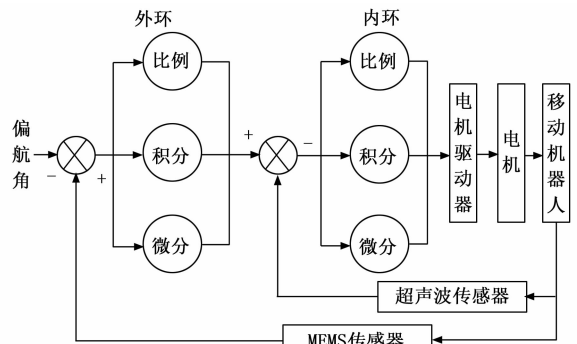 外环
内环
比例
比例
偏航角
积分
积分
微分
微分
+
−
+
−
电机驱动器
电机
移动机器人
超声波传感器
MEMS传感器